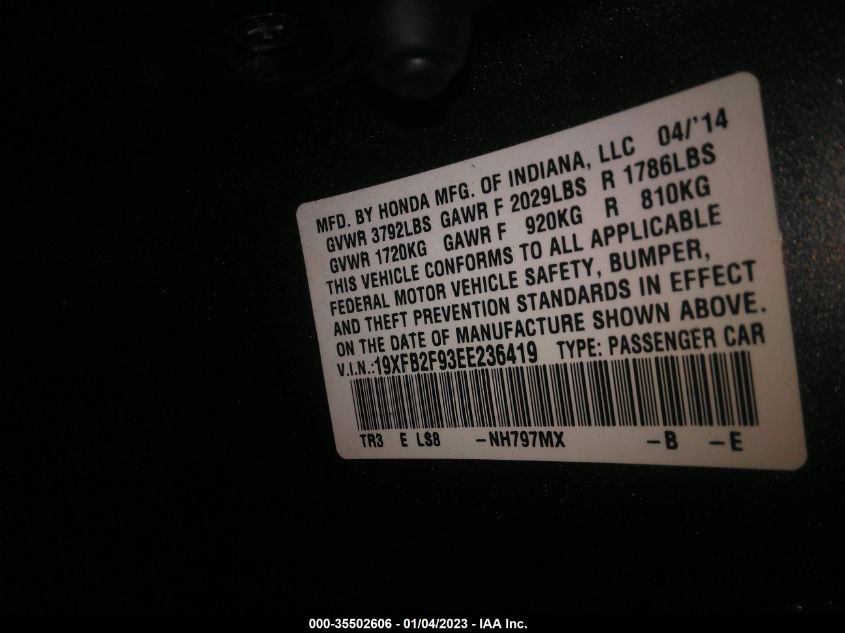 MFD. BY HONDA MFG. OF INDIANA, LLC 04/'14
GVWR 3792LBS GAWR F 2029LBS R 1786LBS
GVWR 1720KG GAWR F 920KG R 810KG
THIS VEHICLE CONFORMS TO ALL APPLICABLE
FEDERAL MOTOR VEHICLE SAFETY, BUMPER,
AND THEFT PREVENTION STANDARDS IN EFFECT
ON THE DATE OF MANUFACTURE SHOWN ABOVE.
V.I.N.:19XFB2F93EE236419 TYPE: PASSENGER CAR
TR3 E LS8 -NH797MX -B -E
000-35502606 - 01/04/2023 - IAA Inc.